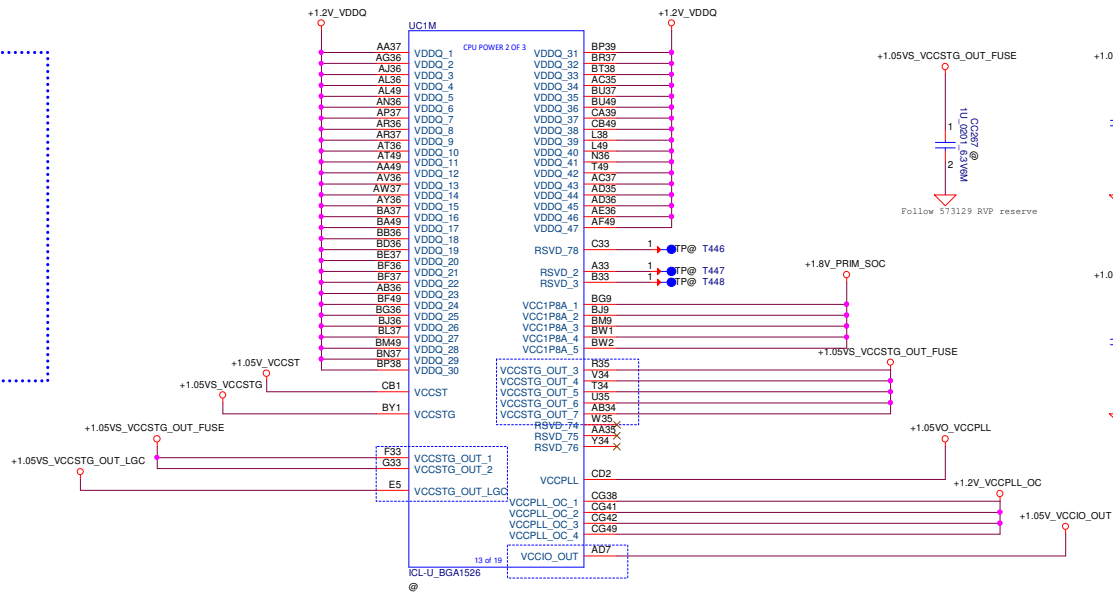 +1.2V_VDDQ
+1.2V_VDDQ
UC1M
CPU POWER 2 OF 3
AA37 VDDQ_1
AG36 VDDQ_2
AJ36 VDDQ_3
AL36 VDDQ_4
AL49 VDDQ_5
AN36 VDDQ_6
AP37 VDDQ_7
AR36 VDDQ_8
AR37 VDDQ_9
AT36 VDDQ_10
AT49 VDDQ_11
AA49 VDDQ_12
AV36 VDDQ_13
AW37 VDDQ_14
AY36 VDDQ_15
BA37 VDDQ_16
BA49 VDDQ_17
BB36 VDDQ_18
BD36 VDDQ_19
BE37 VDDQ_20
BF36 VDDQ_21
BF37 VDDQ_22
AB36 VDDQ_23
BF49 VDDQ_24
BG36 VDDQ_25
BJ36 VDDQ_26
BL37 VDDQ_27
BM49 VDDQ_28
BN37 VDDQ_29
BP38 VDDQ_30
+1.05V_VCCST
CB1 VCCST
+1.05VS_VCCSTG
BY1 VCCSTG
+1.05VS_VCCSTG_OUT_FUSE
F33 VCCSTG_OUT_1
G33 VCCSTG_OUT_2
+1.05VS_VCCSTG_OUT_LGC
E5 VCCSTG_OUT_LGC
VDDQ_31 BP39
VDDQ_32 BR37
VDDQ_33 BT38
VDDQ_34 AC35
VDDQ_35 BU37
VDDQ_36 BU49
VDDQ_37 CA39
VDDQ_38 CB49
VDDQ_39 L38
VDDQ_40 L49
VDDQ_41 N36
VDDQ_42 T49
VDDQ_43 AC37
VDDQ_44 AD35
VDDQ_45 AD36
VDDQ_46 AE36
VDDQ_47 AF49
RSVD_78 C33 1 TP@ T446
RSVD_2 A33 1 TP@ T447
RSVD_3 B33 1 TP@ T448
+1.8V_PRIM_SOC
VCC1P8A_1 BG9
VCC1P8A_2 BJ9
VCC1P8A_3 BM9
VCC1P8A_4 BW1
VCC1P8A_5 BW2
+1.05VS_VCCSTG_OUT_FUSE
VCCSTG_OUT_3 R35
VCCSTG_OUT_4 V34
VCCSTG_OUT_5 T34
VCCSTG_OUT_6 U35
VCCSTG_OUT_7 AB34
RSVD_74 W35
RSVD_75 AA35
RSVD_76 Y34
+1.05VO_VCCPLL
VCCPLL CD2
+1.2V_VCCPLL_OC
VCCPLL_OC_1 CG38
VCCPLL_OC_2 CG41
VCCPLL_OC_3 CG42
VCCPLL_OC_4 CG49
+1.05V_VCCIO_OUT
VCCIO_OUT AD7
13 of 19
ICL-U_BGA1526
@
+1.05VS_VCCSTG_OUT_FUSE
1
2
CC267 @
1U_0201_6.3V6M
Follow 573129 RVP reserve
+1.0
+1.0